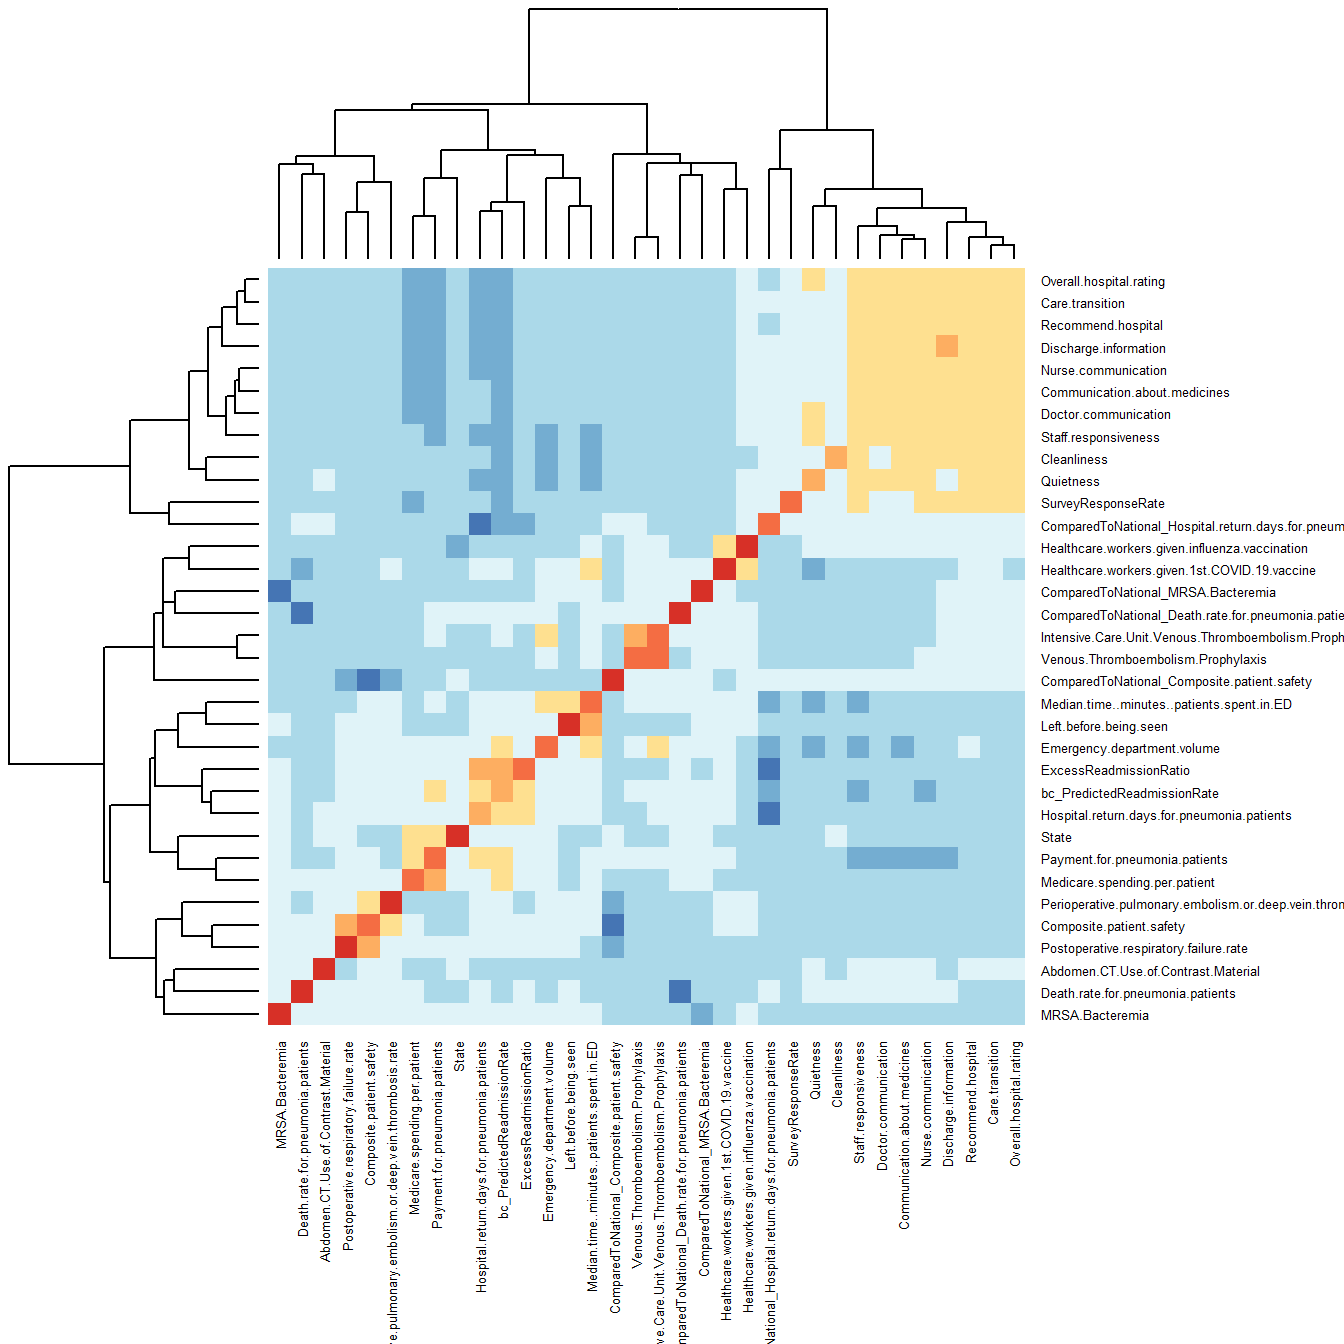 Overall.hospital.rating
Care.transition
Recommend.hospital
Discharge.information
Nurse.communication
Communication.about.medicines
Doctor.communication
Staff.responsiveness
Cleanliness
Quietness
SurveyResponseRate
ComparedToNational_Hospital.return.days.for.pneum
Healthcare.workers.given.influenza.vaccination
Healthcare.workers.given.1st.COVID.19.vaccine
ComparedToNational_MRSA.Bacteremia
ComparedToNational_Death.rate.for.pneumonia.patie
Intensive.Care.Unit.Venous.Thromboembolism.Proph
Venous.Thromboembolism.Prophylaxis
ComparedToNational_Composite.patient.safety
Median.time..minutes..patients.spent.in.ED
Left.before.being.seen
Emergency.department.volume
ExcessReadmissionRatio
bc_PredictedReadmissionRate
Hospital.return.days.for.pneumonia.patients
State
Payment.for.pneumonia.patients
Medicare.spending.per.patient
Perioperative.pulmonary.embolism.or.deep.vein.thron
Composite.patient.safety
Postoperative.respiratory.failure.rate
Abdomen.CT.Use.of.Contrast.Material
Death.rate.for.pneumonia.patients
MRSA.Bacteremia
MRSA.Bacteremia
Death.rate.for.pneumonia.patients
Abdomen.CT.Use.of.Contrast.Material
Postoperative.respiratory.failure.rate
Composite.patient.safety
e.pulmonary.embolism.or.deep.vein.thrombosis.rate
Medicare.spending.per.patient
Payment.for.pneumonia.patients
State
Hospital.return.days.for.pneumonia.patients
bc_PredictedReadmissionRate
ExcessReadmissionRatio
Emergency.department.volume
Left.before.being.seen
Median.time..minutes..patients.spent.in.ED
ComparedToNational_Composite.patient.safety
Venous.Thromboembolism.Prophylaxis
ve.Care.Unit.Venous.Thromboembolism.Prophylaxis
mparedToNational_Death.rate.for.pneumonia.patients
ComparedToNational_MRSA.Bacteremia
Healthcare.workers.given.1st.COVID.19.vaccine
Healthcare.workers.given.influenza.vaccination
National_Hospital.return.days.for.pneumonia.patients
SurveyResponseRate
Quietness
Cleanliness
Staff.responsiveness
Doctor.communication
Communication.about.medicines
Nurse.communication
Discharge.information
Recommend.hospital
Care.transition
Overall.hospital.rating